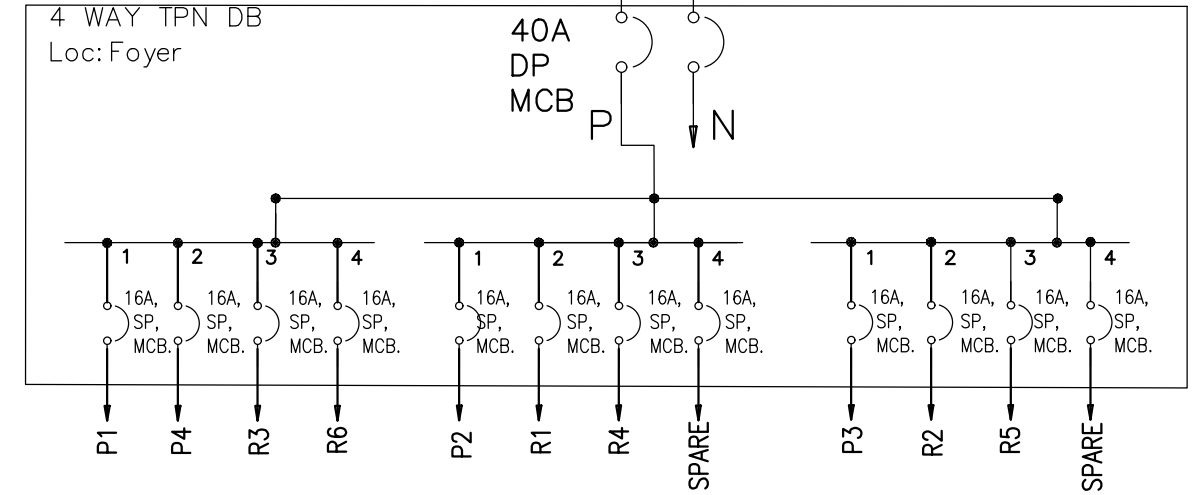 4 WAY TPN DB
Loc:Foyer
40A
DP
MCB
P
N
1
2
3
4
1
2
3
4
1
2
3
4
16A,
SP,
MCB.
16A,
SP,
MCB.
16A,
SP,
MCB.
16A,
SP,
MCB.
16A,
SP,
MCB.
16A,
SP,
MCB.
16A,
SP,
MCB.
16A,
SP,
MCB.
16A,
SP,
MCB.
16A,
SP,
MCB.
16A,
SP,
MCB.
16A,
SP,
MCB.
P1
P4
R3
R6
P2
R1
R4
SPARE
P3
R2
R5
SPARE